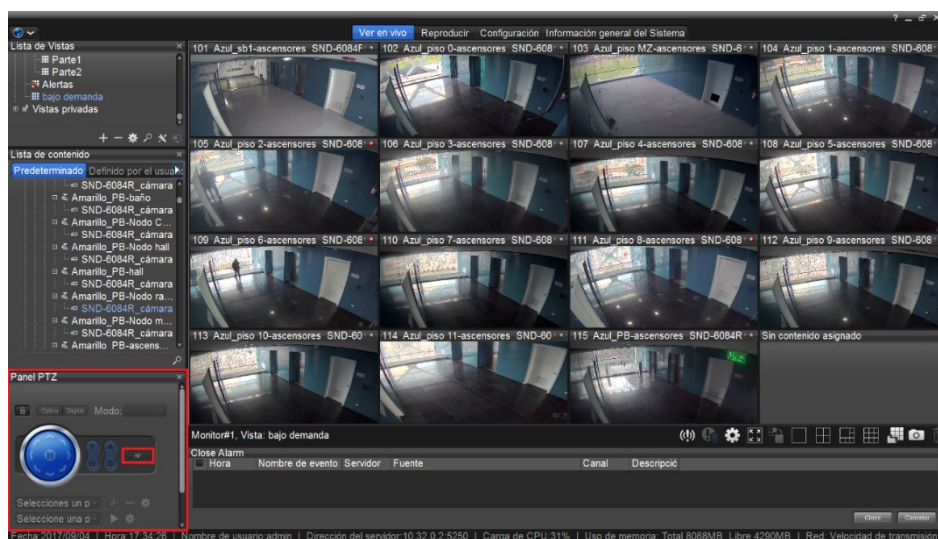 ? _
Ver en vivo Reproducir Configuración Información general del Sistema
Lista de Vistas
Parte1
Parte2
Alertas
bajo demanda
Vistas privadas
Lista de contenido
Predeterminado Definido por el usua
SND-6084R_cámara
Amarillo_PB-baño
SND-6084R_cámara
Amarillo_PB-Nodo C...
SND-6084R_cámara
Amarillo_PB-Nodo hall
SND-6084R_cámara
Amarillo_PB-hall
SND-6084R_cámara
Amarillo_PB-Nodo ra...
SND-6084R_cámara
Amarillo_PB-Nodo m...
SND-6084R_cámara
Amarillo PB-ascens...
Panel PTZ
Óptico Digital Modo:
AF
Selecciones un p
Seleccione una p
101 Azul_sb1-ascensores SND-6084F
102 Azul_piso 0-ascensores SND-608
103 Azul_piso MZ-ascensores SND-6
104 Azul_piso 1-ascensores SND-608
105 Azul_piso 2-ascensores SND-608
106 Azul_piso 3-ascensores SND-608
107 Azul_piso 4-ascensores SND-608
108 Azul_piso 5-ascensores SND-608
109 Azul_piso 6-ascensores SND-608
110 Azul_piso 7-ascensores SND-608
111 Azul_piso 8-ascensores SND-608
112 Azul_piso 9-ascensores SND-608
113 Azul_piso 10-ascensores SND-60
114 Azul_piso 11-ascensores SND-60
115 Azul_PB-ascensores SND-6084R
Sin contenido asignado
Monitor#1, Vista: bajo demanda
Close Alarm
Hora Nombre de evento Servidor Fuente Canal Descripció
Close Cancelar
Fecha:2017/09/04 | Hora:17:34:26 | Nombre de usuario:admin | Dirección del servidor:10.32.0.2:5250 | Carga de CPU:31% | Uso de memoria: Total 8088MB, Libre 4290MB | Red: Velocidad de transmisión